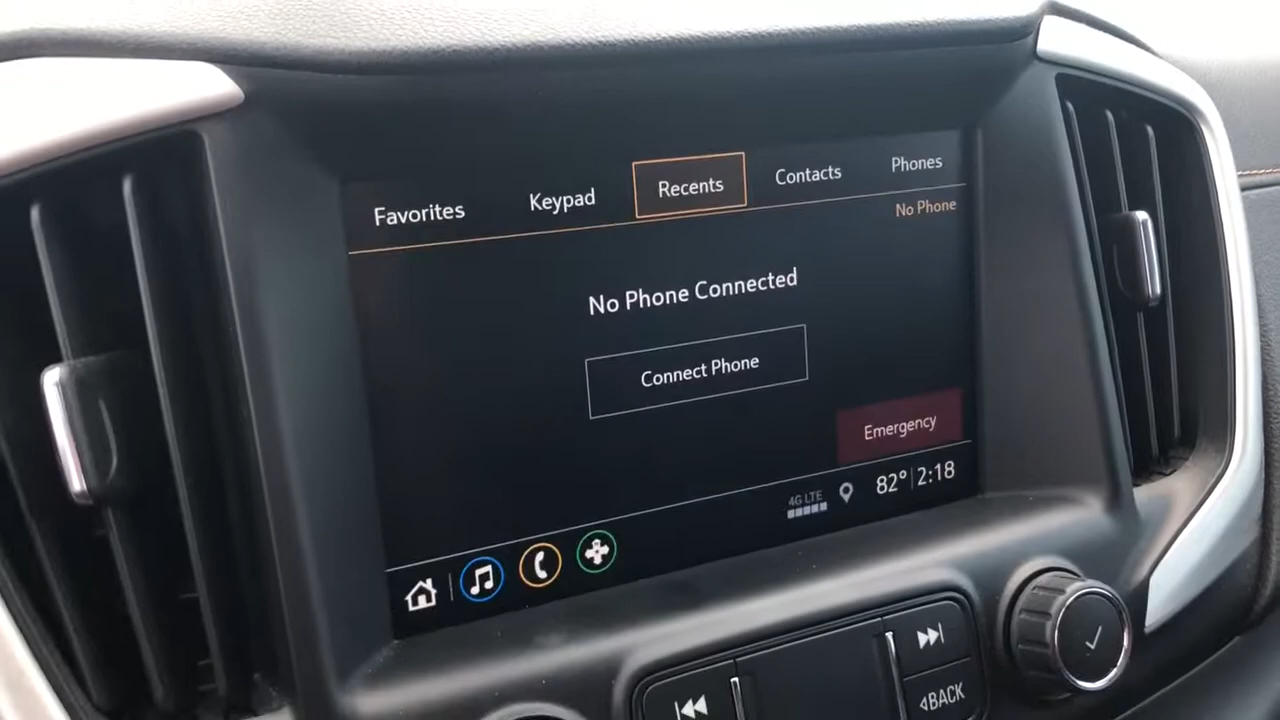 Favorites Keypad Recents Contacts Phones
No Phone
No Phone Connected
Connect Phone
Emergency
4G LTE 82° 2:18
BACK